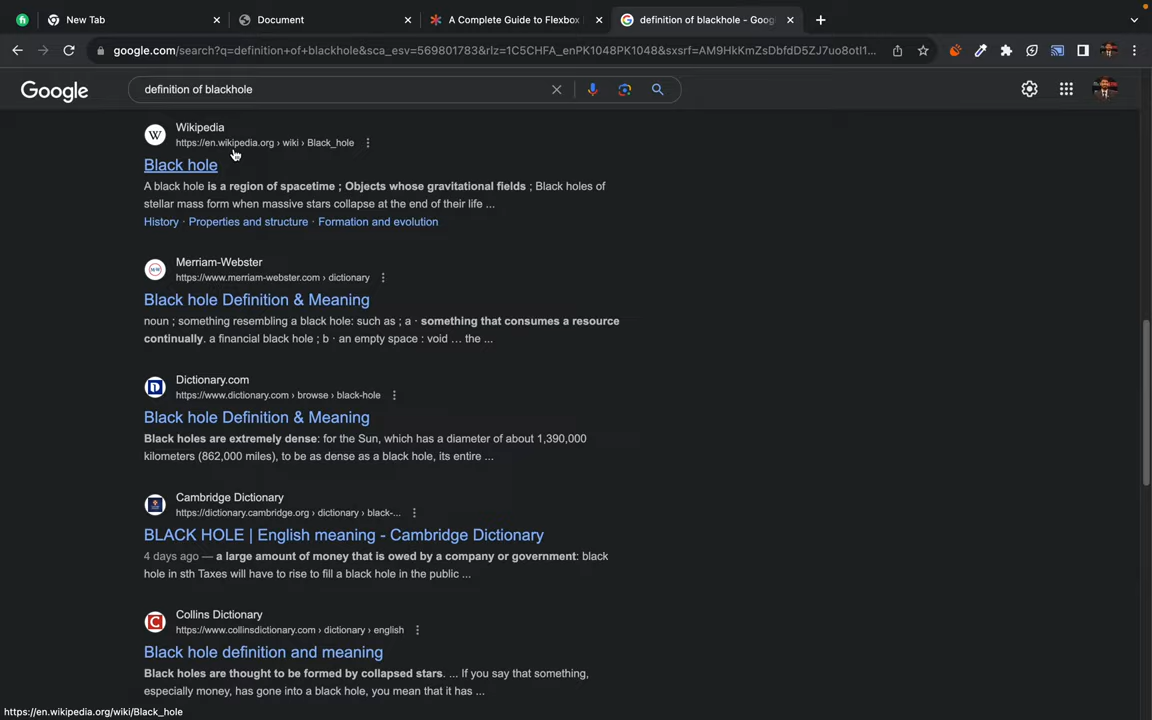 New Tab
Document
A Complete Guide to Flexbox
definition of blackhole - Goog
google.com/search?q=definition+of+blackhole&sca_esv=569801783&rlz=1C5CHFA_enPK1048PK1048&sxsrf=AM9HkKmZsDbfdD5ZJ7uo8otI1...
Google
definition of blackhole
W
Wikipedia
https://en.wikipedia.org › wiki › Black_hole
Black hole
A black hole is a region of spacetime ; Objects whose gravitational fields ; Black holes of
stellar mass form when massive stars collapse at the end of their life ...
History · Properties and structure · Formation and evolution
Merriam-Webster
https://www.merriam-webster.com › dictionary
Black hole Definition & Meaning
noun ; something resembling a black hole: such as ; a · something that consumes a resource
continually. a financial black hole ; b · an empty space : void … the ...
Dictionary.com
https://www.dictionary.com › browse › black-hole
Black hole Definition & Meaning
Black holes are extremely dense: for the Sun, which has a diameter of about 1,390,000
kilometers (862,000 miles), to be as dense as a black hole, its entire ...
Cambridge Dictionary
https://dictionary.cambridge.org › dictionary › black-...
BLACK HOLE | English meaning - Cambridge Dictionary
4 days ago — a large amount of money that is owed by a company or government: black
hole in sth Taxes will have to rise to fill a black hole in the public ...
Collins Dictionary
https://www.collinsdictionary.com › dictionary › english
Black hole definition and meaning
Black holes are thought to be formed by collapsed stars. ... If you say that something,
especially money, has gone into a black hole, you mean that it has ...
https://en.wikipedia.org/wiki/Black_hole